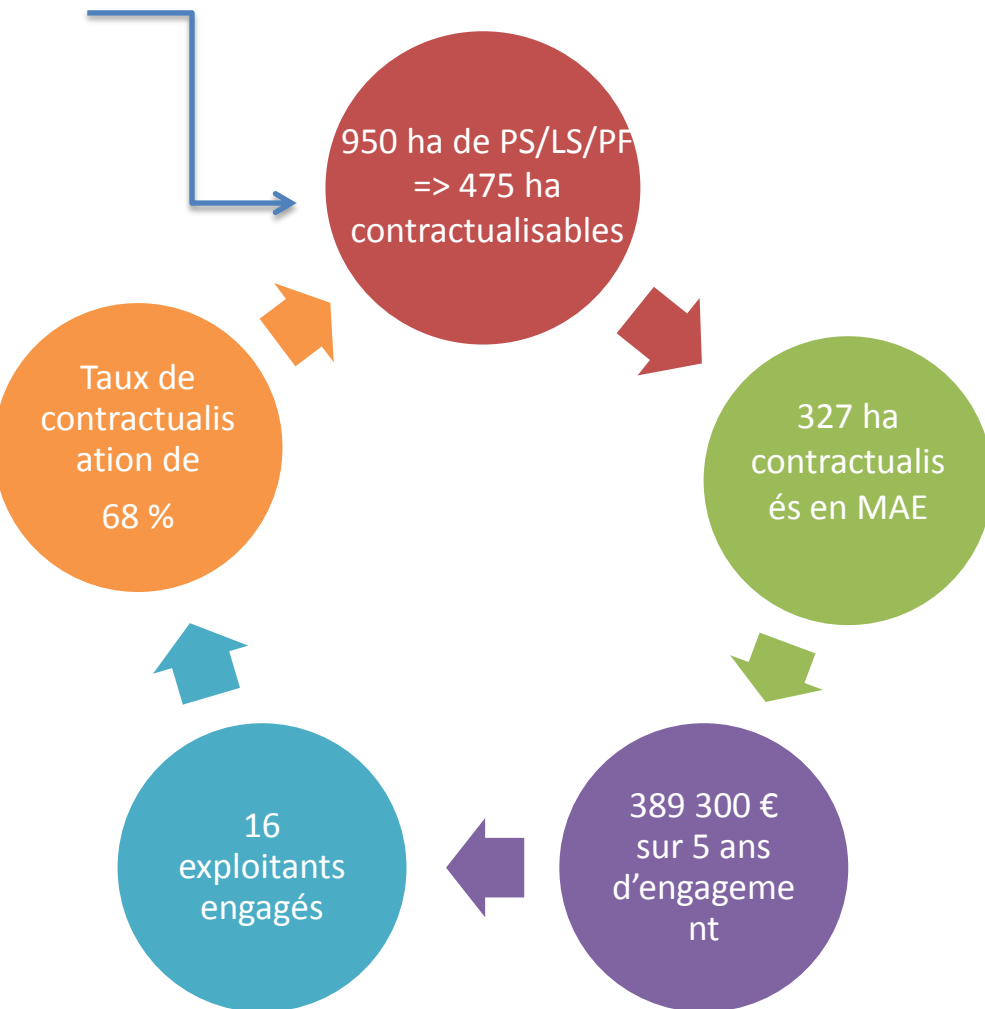 950 ha de PS/LS/PF
=> 475 ha
contractualisables
327 ha
contractualis
és en MAE
389 300 €
sur 5 ans
d’engageme
nt
16
exploitants
engagés
Taux de
contractualis
ation de
68 %